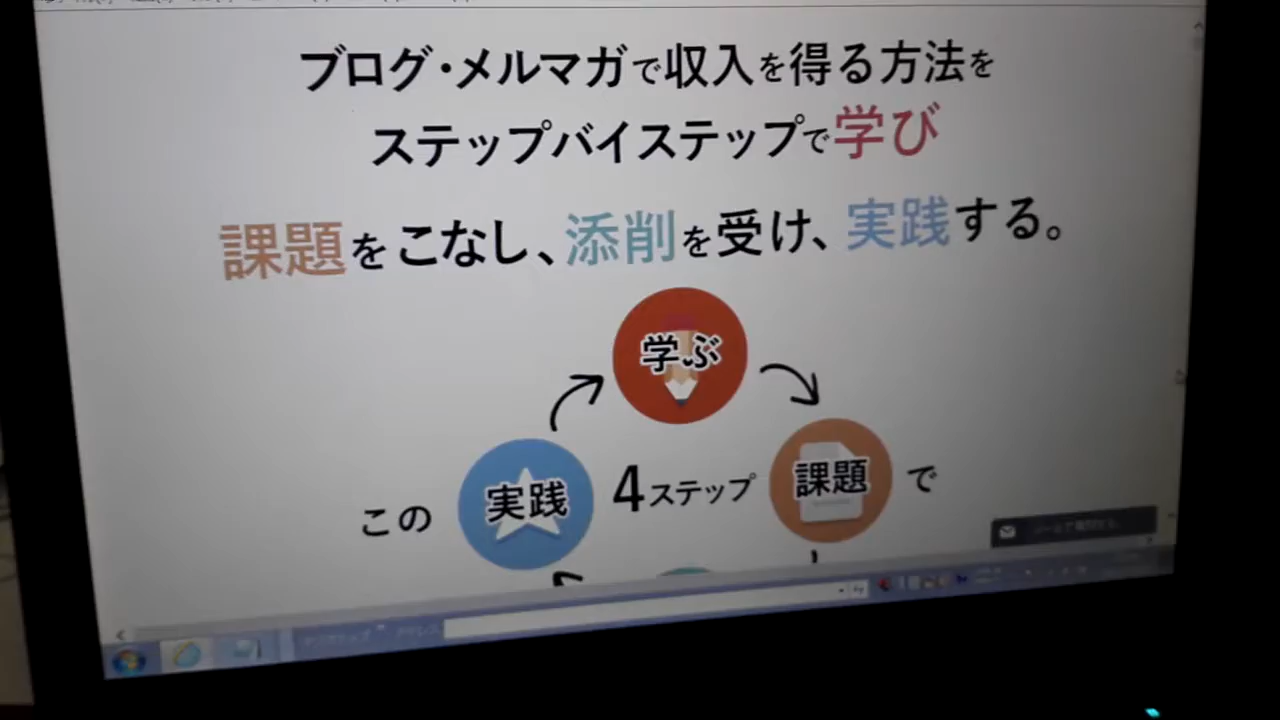 ブログ・メルマガで収入を得る方法を
ステップバイステップで学び
課題をこなし、添削を受け、実践する。
学ぶ
この
実践
4ステップ
課題
で